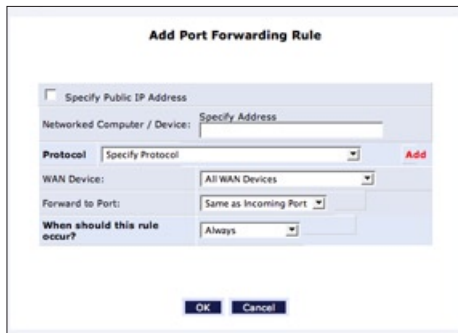 Add Port Forwarding Rule
Specify Public IP Address
Specify Address
Networked Computer / Device:
Protocol Specify Protocol Add
WAN Device: All WAN Devices
Forward to Port: Same as Incoming Port
When should this rule occur? Always
OK Cancel